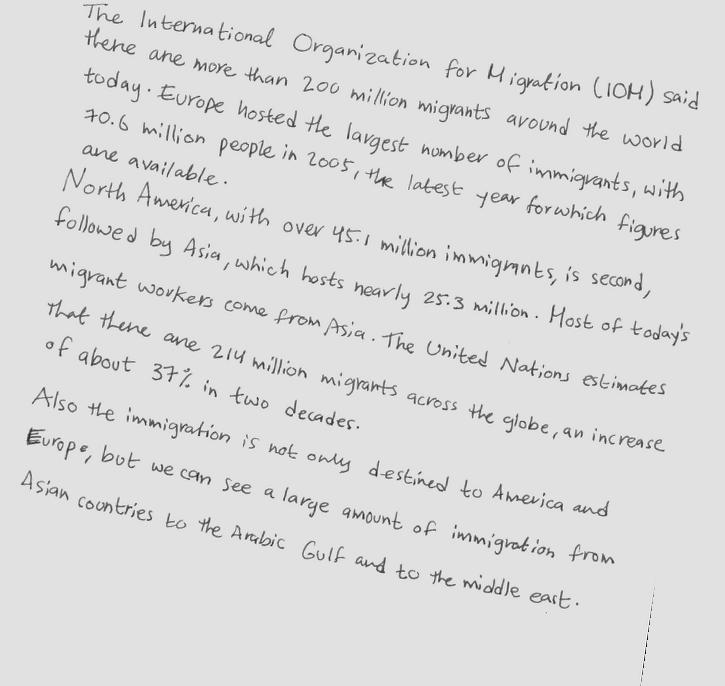 The International Organization for Migration (IOM) said
there are more than 200 million migrants around the world
today. Europe hosted the largest number of immigrants, with
70.6 million people in 2005, the latest year for which figures
are available.
North America, with over 45.1 million immigrants, is second,
followed by Asia, which hosts nearly 25.3 million. Most of today's
migrant workers come from Asia. The United Nations estimates
that there are 214 million migrants across the globe, an increase
of about 37% in two decades.
Also the immigration is not only destined to America and
Europe, but we can see a large amount of immigration from
Asian countries to the Arabic Gulf and to the middle east.